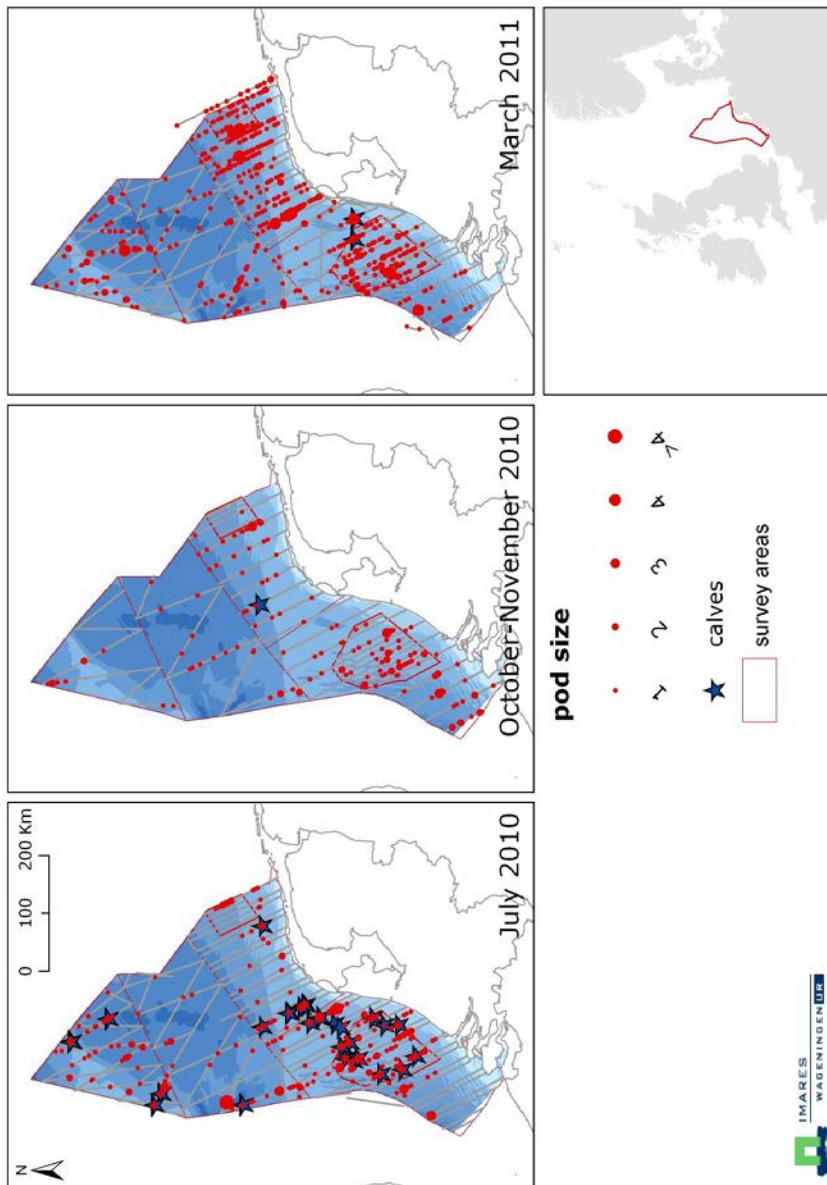 N
0 100 200 Km
July 2010
October-November 2010
March 2011
pod size
1
2
3
4
>4
calves
survey areas
IMARES
WAGENINGEN UR